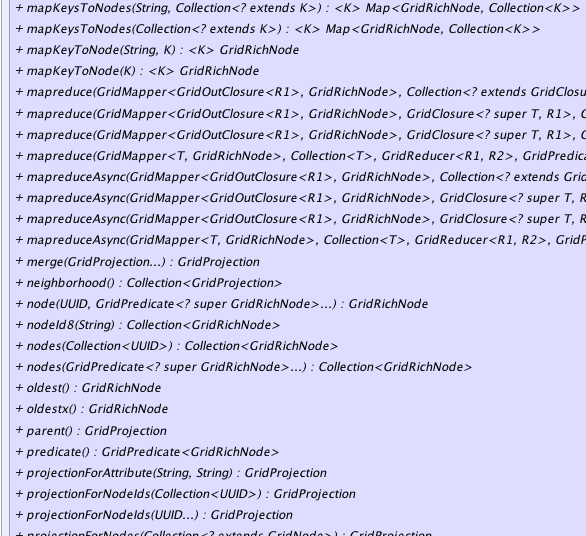 + mapKeysToNodes(String, Collection<? extends K>) : <K> Map<GridRichNode, Collection<K>>
+ mapKeysToNodes(Collection<? extends K>) : <K> Map<GridRichNode, Collection<K>>
+ mapKeyToNode(String, K) : <K> GridRichNode
+ mapKeyToNode(K) : <K> GridRichNode
+ mapreduce(GridMapper<GridOutClosure<R1>, GridRichNode>, Collection<? extends GridClosu
+ mapreduce(GridMapper<GridOutClosure<R1>, GridRichNode>, GridClosure<? super T, R1>, C
+ mapreduce(GridMapper<GridOutClosure<R1>, GridRichNode>, GridClosure<? super T, R1>, C
+ mapreduce(GridMapper<T, GridRichNode>, Collection<T>, GridReducer<R1, R2>, GridPredica
+ mapreduceAsync(GridMapper<GridOutClosure<R1>, GridRichNode>, Collection<? extends Grid
+ mapreduceAsync(GridMapper<GridOutClosure<R1>, GridRichNode>, GridClosure<? super T, R
+ mapreduceAsync(GridMapper<GridOutClosure<R1>, GridRichNode>, GridClosure<? super T, R
+ mapreduceAsync(GridMapper<T, GridRichNode>, Collection<T>, GridReducer<R1, R2>, GridP
+ merge(GridProjection...) : GridProjection
+ neighborhood() : Collection<GridProjection>
+ node(UUID, GridPredicate<? super GridRichNode>...) : GridRichNode
+ nodeId8(String) : Collection<GridRichNode>
+ nodes(Collection<UUID>) : Collection<GridRichNode>
+ nodes(GridPredicate<? super GridRichNode>...) : Collection<GridRichNode>
+ oldest() : GridRichNode
+ oldestx() : GridRichNode
+ parent() : GridProjection
+ predicate() : GridPredicate<GridRichNode>
+ projectionForAttribute(String, String) : GridProjection
+ projectionForNodeIds(Collection<UUID>) : GridProjection
+ projectionForNodeIds(UUID...) : GridProjection
+ projectionForNodes(Collection<? extends GridNode>) : GridProjection